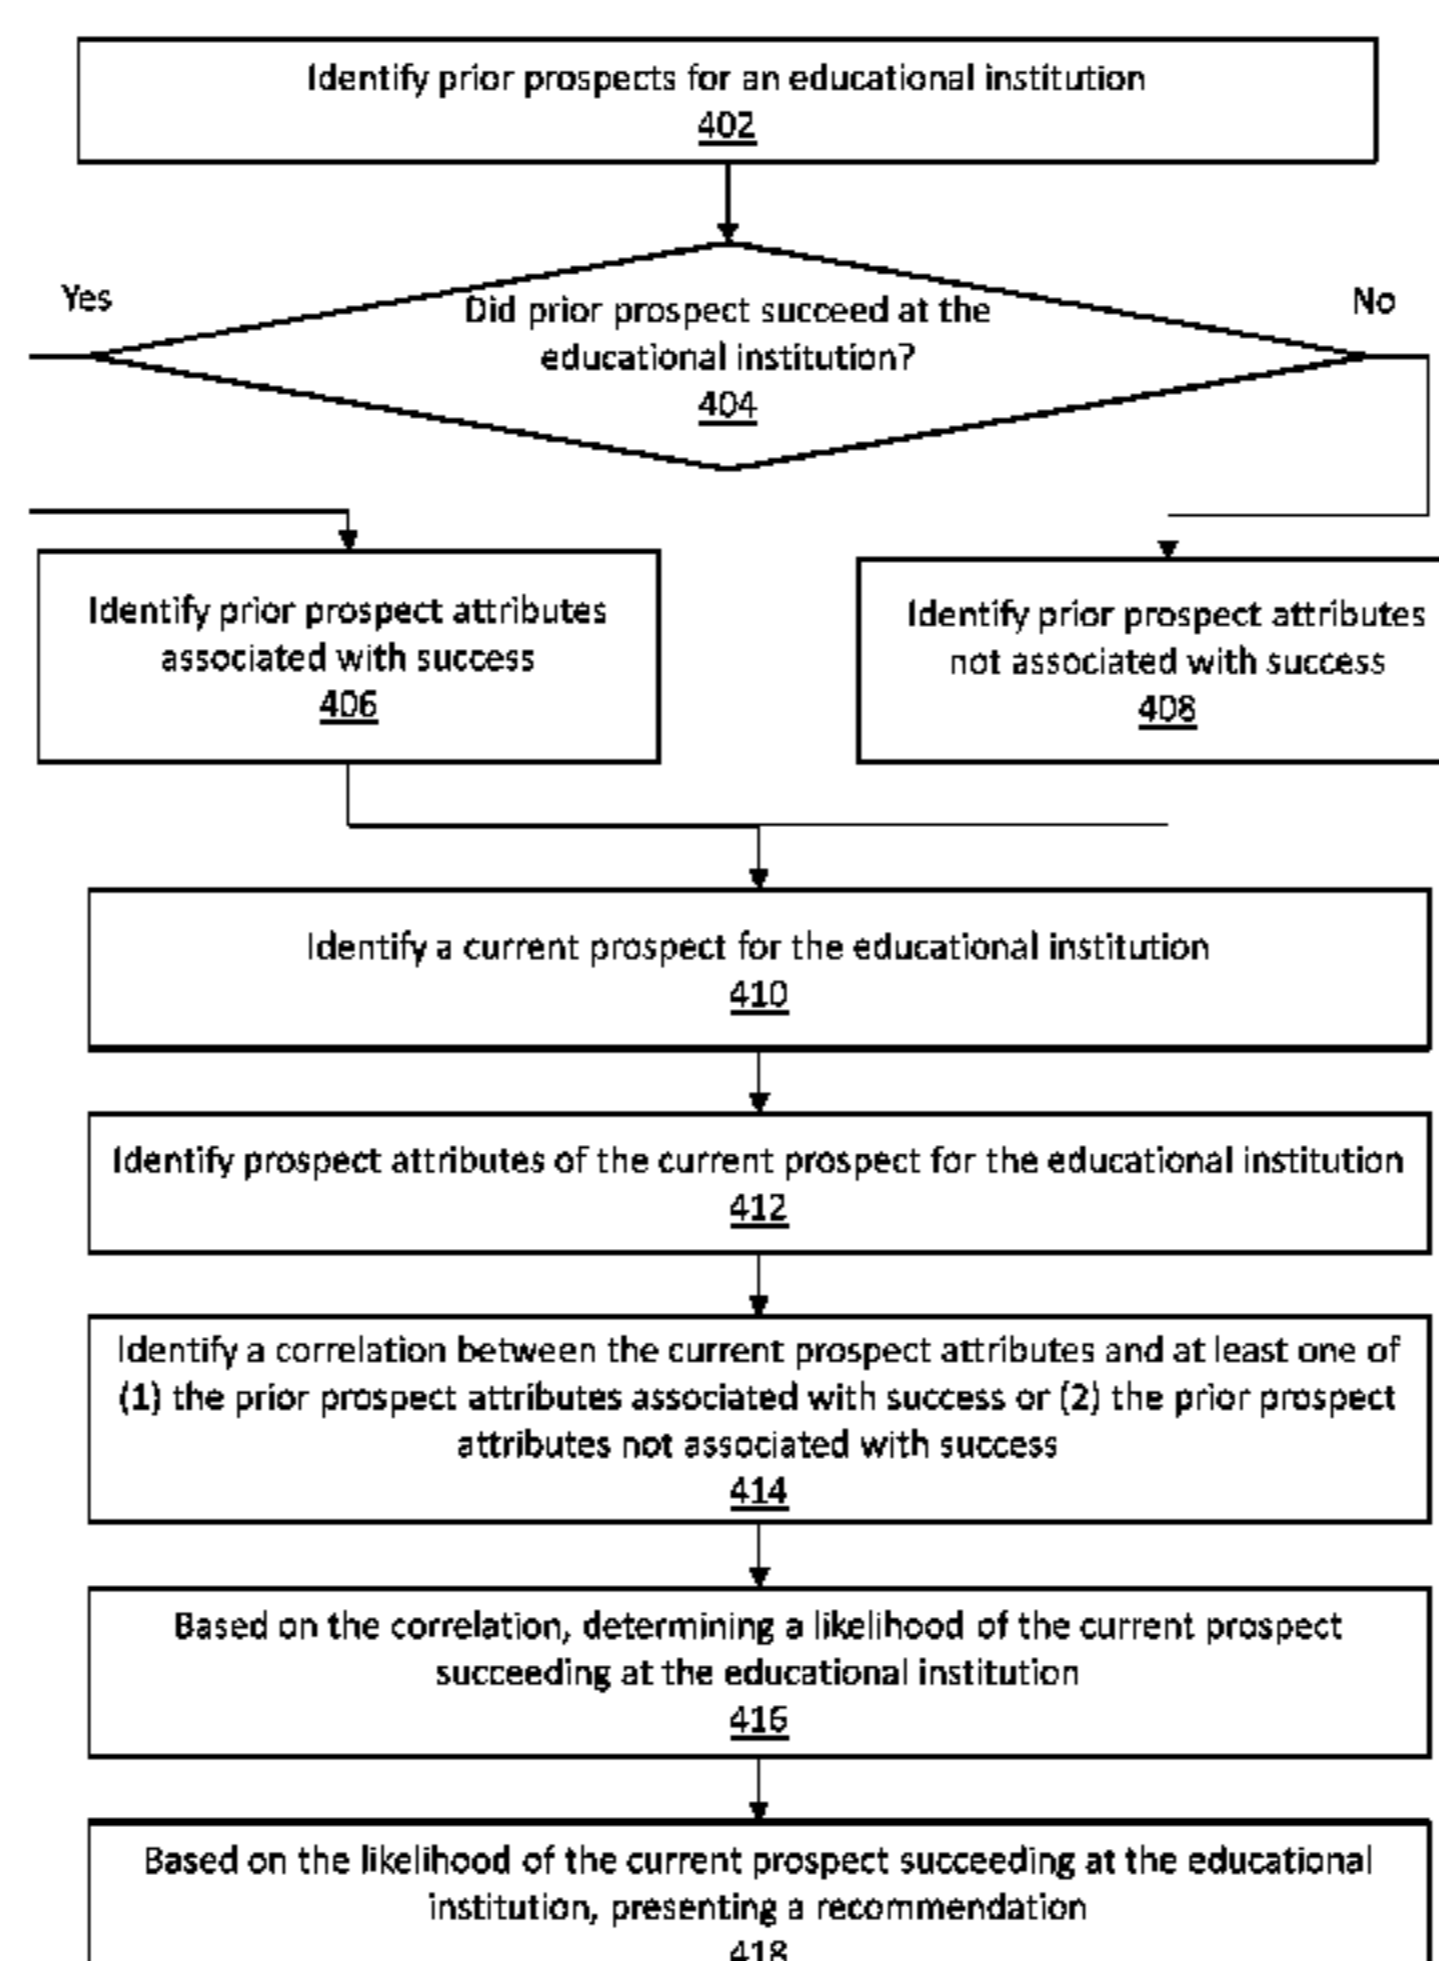 Identify prior prospects for an educational institution
402
Yes
No
Did prior prospect succeed at the
educational institution?
404
Identify prior prospect attributes
associated with success
406
Identify prior prospect attributes
not associated with success
408
Identify a current prospect for the educational institution
410
Identify prospect attributes of the current prospect for the educational institution
412
Identify a correlation between the current prospect attributes and at least one of
(1) the prior prospect attributes associated with success or (2) the prior prospect
attributes not associated with success
414
Based on the correlation, determining a likelihood of the current prospect
succeeding at the educational institution
416
Based on the likelihood of the current prospect succeeding at the educational
institution, presenting a recommendation
418